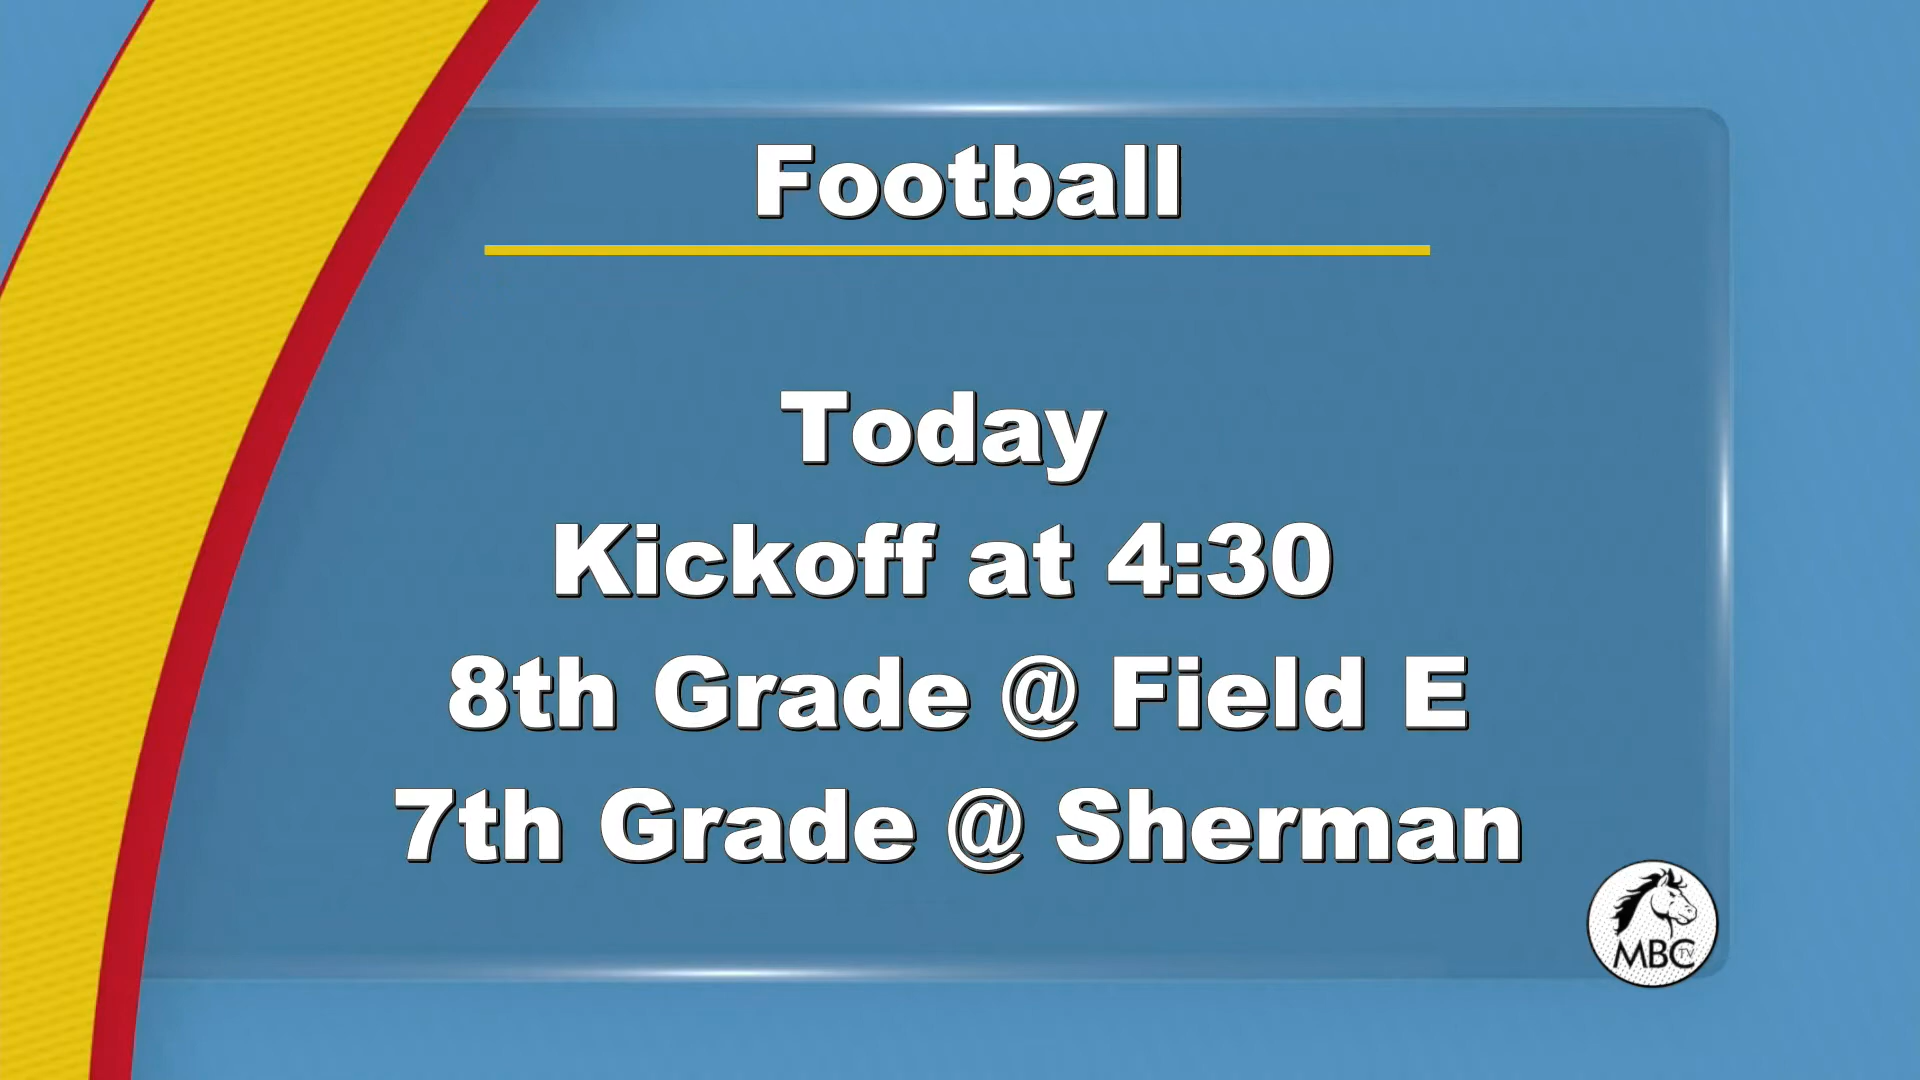 Football
Today
Kickoff at 4:30
8th Grade @ Field E
7th Grade @ Sherman
MBC TV